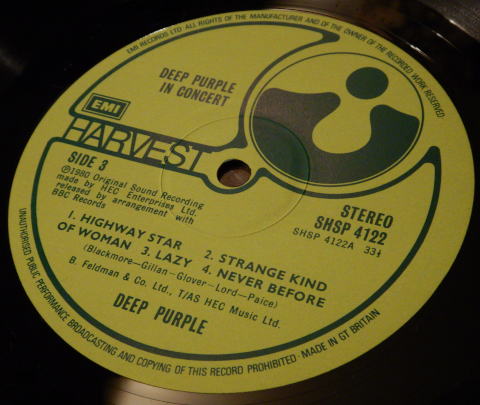 EMI RECORDS LTD · ALL RIGHTS OF THE MANUFACTURER AND OF THE OWNER OF THE RECORDED WORK RESERVED ·
DEEP PURPLE
IN CONCERT
EMI
HARVEST
SIDE 3
℗1980 Original Sound Recording
made by HEC Enterprises Ltd.
released by arrangement with
BBC Records
STEREO
SHSP 4122
SHSP 4122A 33⅓
1. HIGHWAY STAR 2. STRANGE KIND
OF WOMAN 3. LAZY 4. NEVER BEFORE
(Blackmore-Gillan-Glover-Lord-Paice)
B. Feldman & Co. Ltd., T/AS HEC Music Ltd.
DEEP PURPLE
UNAUTHORISED PUBLIC PERFORMANCE BROADCASTING AND COPYING OF THIS RECORD PROHIBITED · MADE IN GT BRITAIN